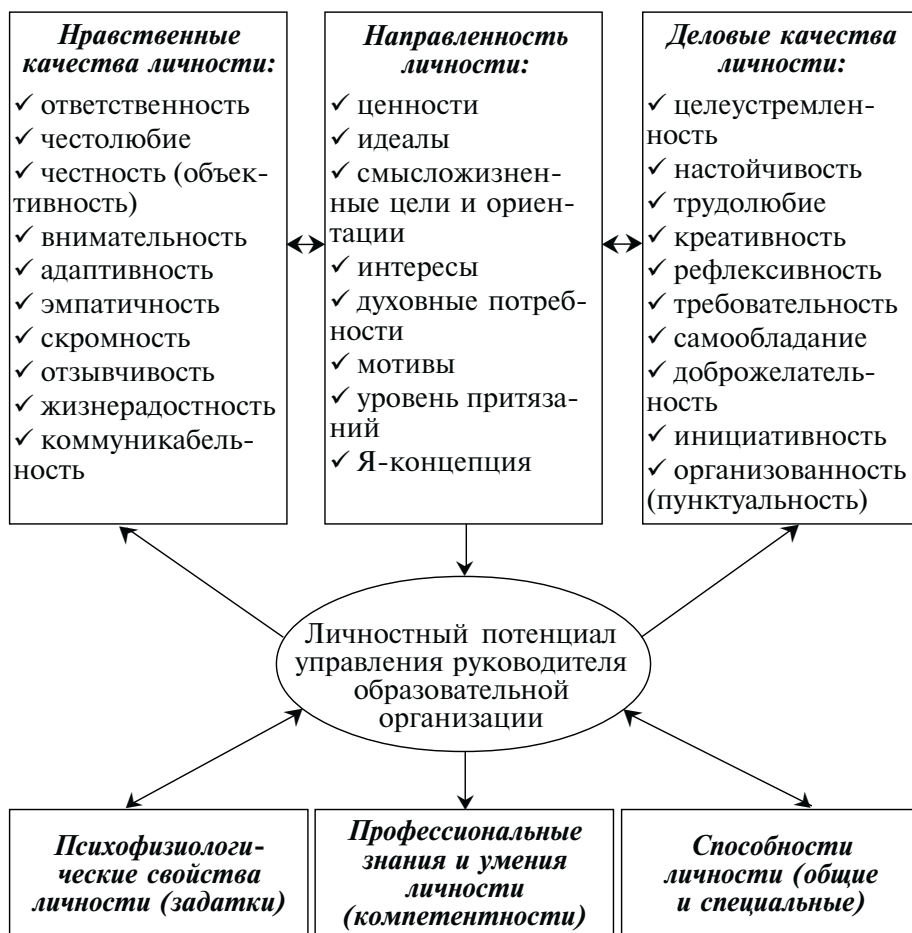 Нравственные
качества личности:
✓ ответственность
✓ честолюбие
✓ честность (объек-
тивность)
✓ внимательность
✓ адаптивность
✓ эмпатичность
✓ скромность
✓ отзывчивость
✓ жизнерадостность
✓ коммуникабель-
ность
Направленность
личности:
✓ ценности
✓ идеалы
✓ смысложизнен-
ные цели и ориен-
тации
✓ интересы
✓ духовные потреб-
ности
✓ мотивы
✓ уровень притяза-
ний
✓ Я-концепция
Деловые качества
личности:
✓ целеустремлен-
ность
✓ настойчивость
✓ трудолюбие
✓ креативность
✓ рефлексивность
✓ требовательность
✓ самообладание
✓ доброжелатель-
ность
✓ инициативность
✓ организованность
(пунктуальность)
Личностный потенциал
управления руководителя
образовательной
организации
Психофизиологи-
ческие свойства
личности (задатки)
Профессиональные
знания и умения
личности
(компетентности)
Способности
личности (общие
и специальные)